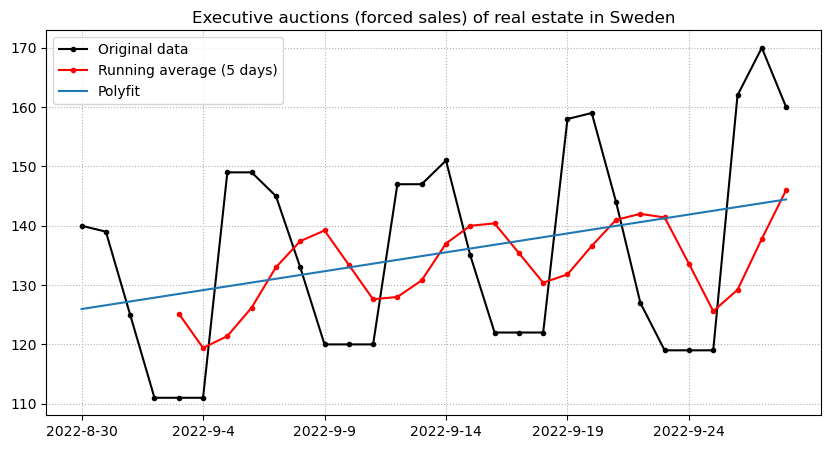 Executive auctions (forced sales) of real estate in Sweden
Original data
Running average (5 days)
Polyfit
170
160
150
140
130
120
110
2022-8-30 2022-9-4 2022-9-9 2022-9-14 2022-9-19 2022-9-24